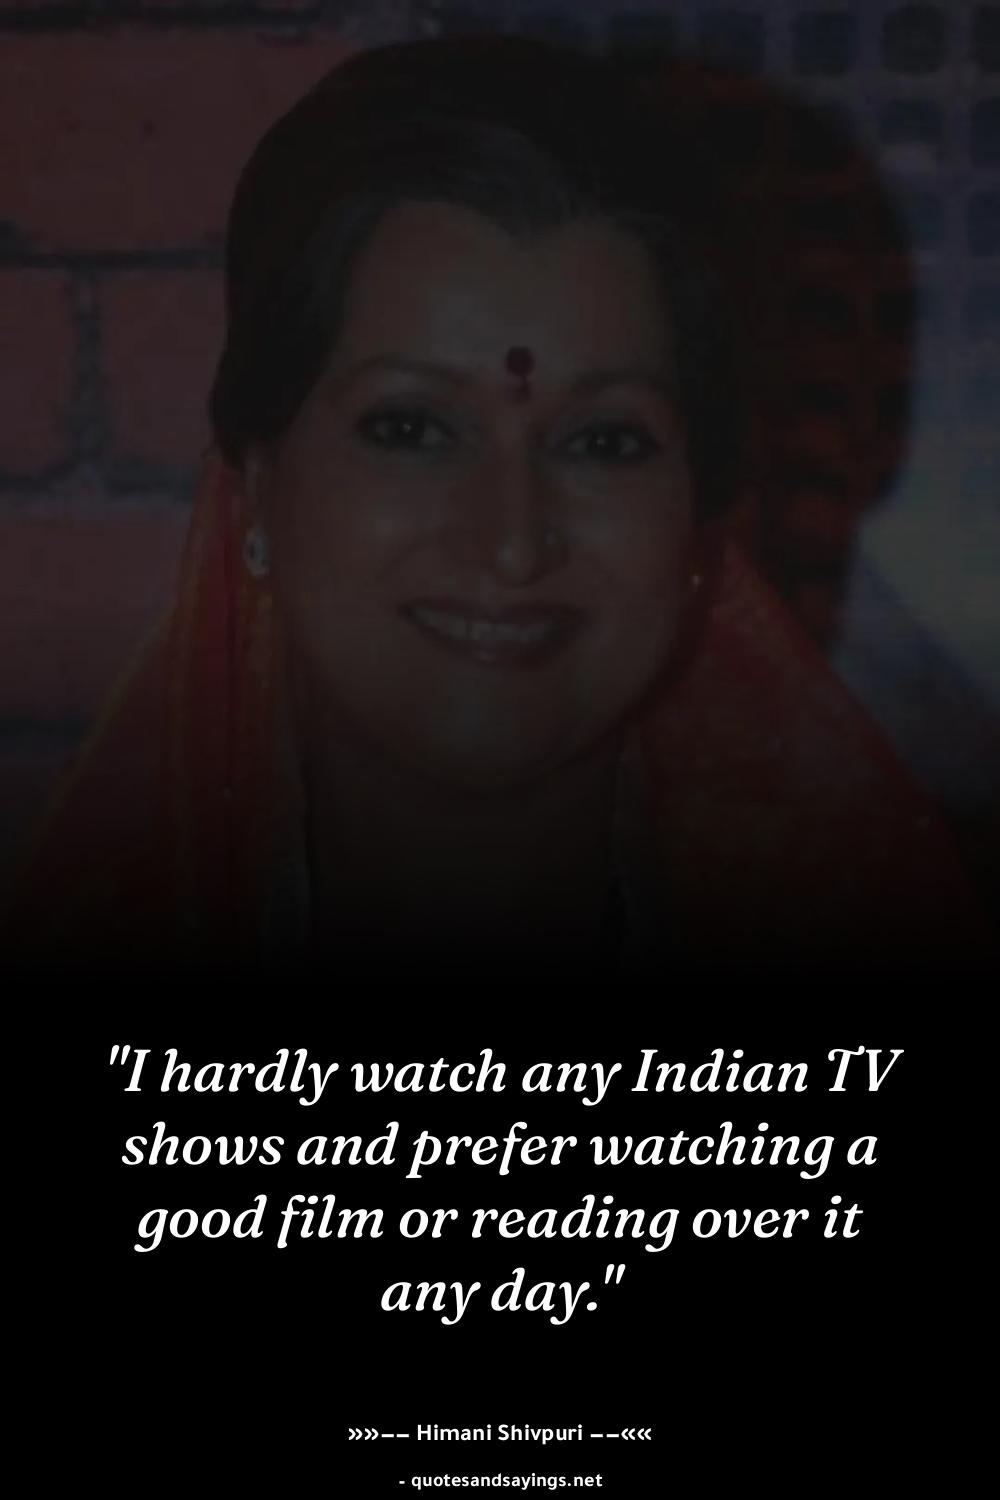 "I hardly watch any Indian TV
shows and prefer watching a
good film or reading over it
any day."
»»–– Himani Shivpuri ––««
- quotesandsayings.net